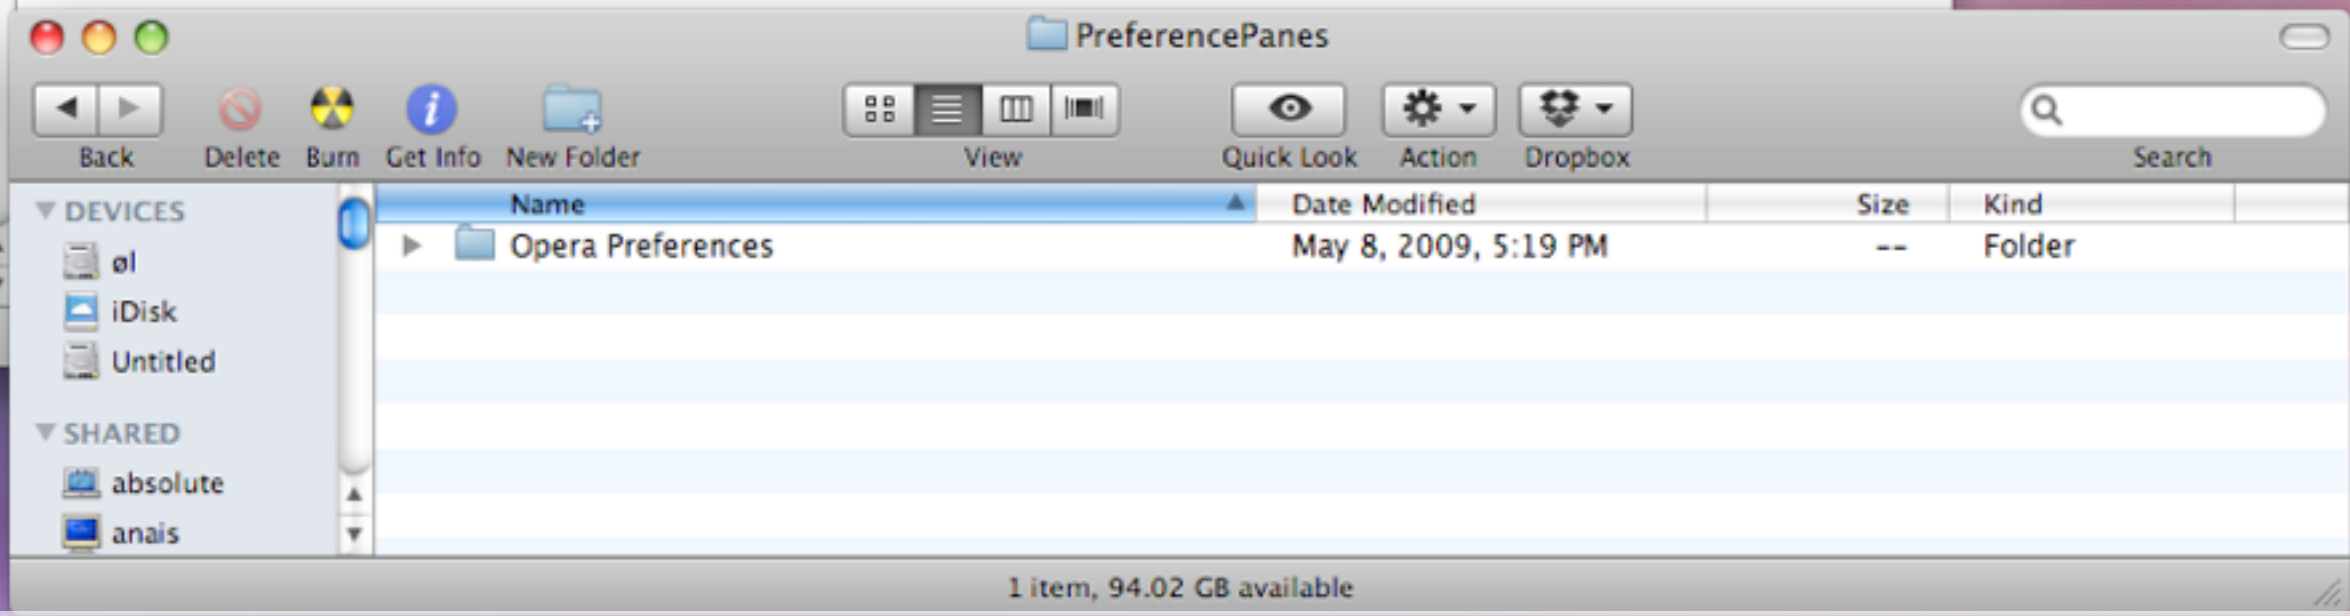 PreferencePanes
Back Delete Burn Get Info New Folder View Quick Look Action Dropbox Search
DEVICES
øl
iDisk
Untitled
SHARED
absolute
anais
Name Date Modified Size Kind
Opera Preferences May 8, 2009, 5:19 PM -- Folder
1 item, 94.02 GB available